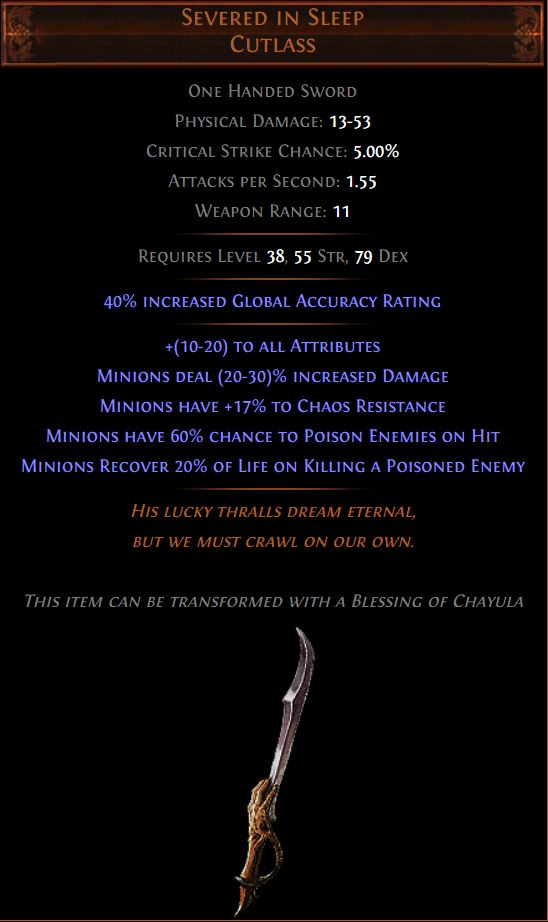 Severed in Sleep
Cutlass
One Handed Sword
Physical Damage: 13-53
Critical Strike Chance: 5.00%
Attacks per Second: 1.55
Weapon Range: 11
Requires Level 38, 55 Str, 79 Dex
40% increased Global Accuracy Rating
+(10-20) to all Attributes
Minions deal (20-30)% increased Damage
Minions have +17% to Chaos Resistance
Minions have 60% chance to Poison Enemies on Hit
Minions Recover 20% of Life on Killing a Poisoned Enemy
His lucky thralls dream eternal,
but we must crawl on our own.
This item can be transformed with a Blessing of Chayula